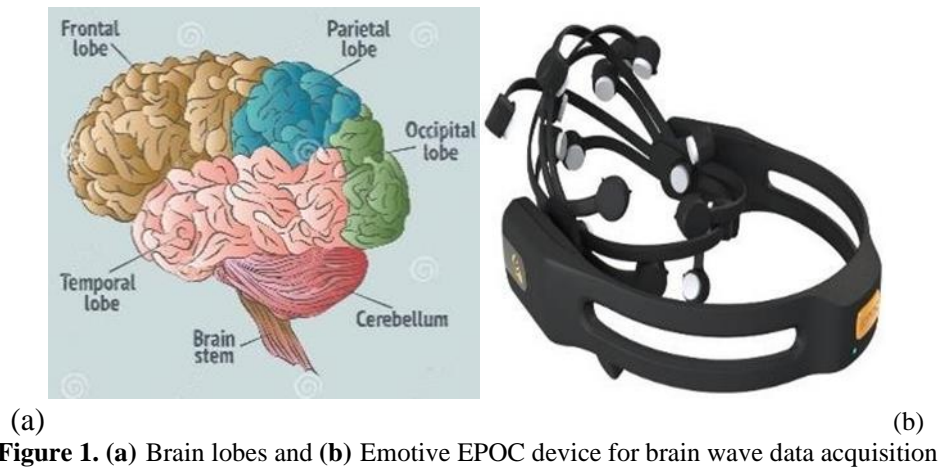 Frontal
lobe
Parietal
lobe
Occipital
lobe
Temporal
lobe
Cerebellum
Brain
stem
(a)
(b)
Figure 1. (a) Brain lobes and (b) Emotive EPOC device for brain wave data acquisition